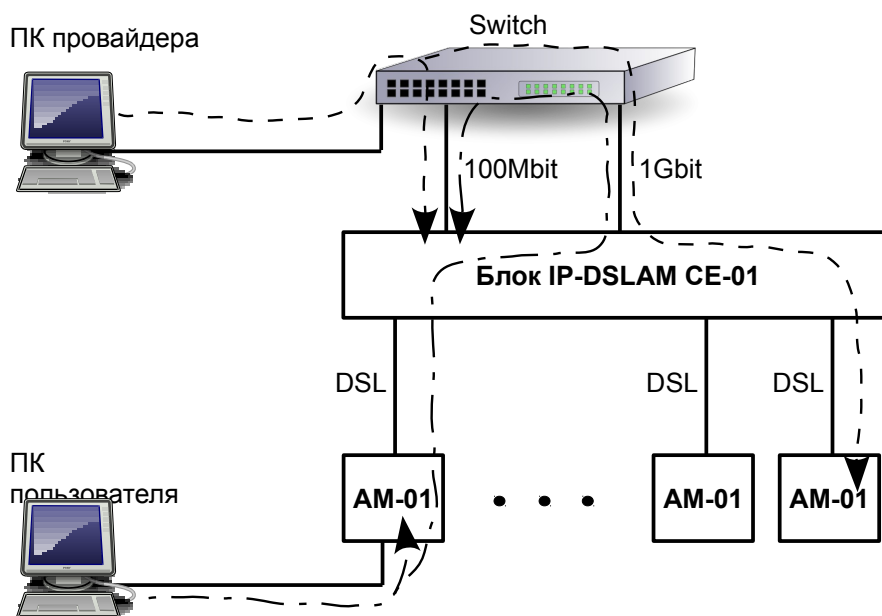 ПК провайдера
Switch
100Mbit
1Gbit
Блок IP-DSLAM CE-01
DSL
DSL
DSL
ПК
пользователя
AM-01
AM-01
AM-01